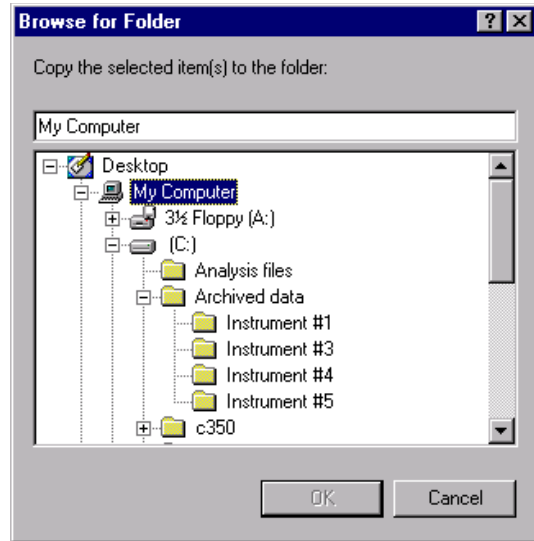 Browse for Folder
Copy the selected item(s) to the folder:
My Computer
Desktop
My Computer
3½ Floppy (A:)
(C:)
Analysis files
Archived data
Instrument #1
Instrument #3
Instrument #4
Instrument #5
c350
OK
Cancel